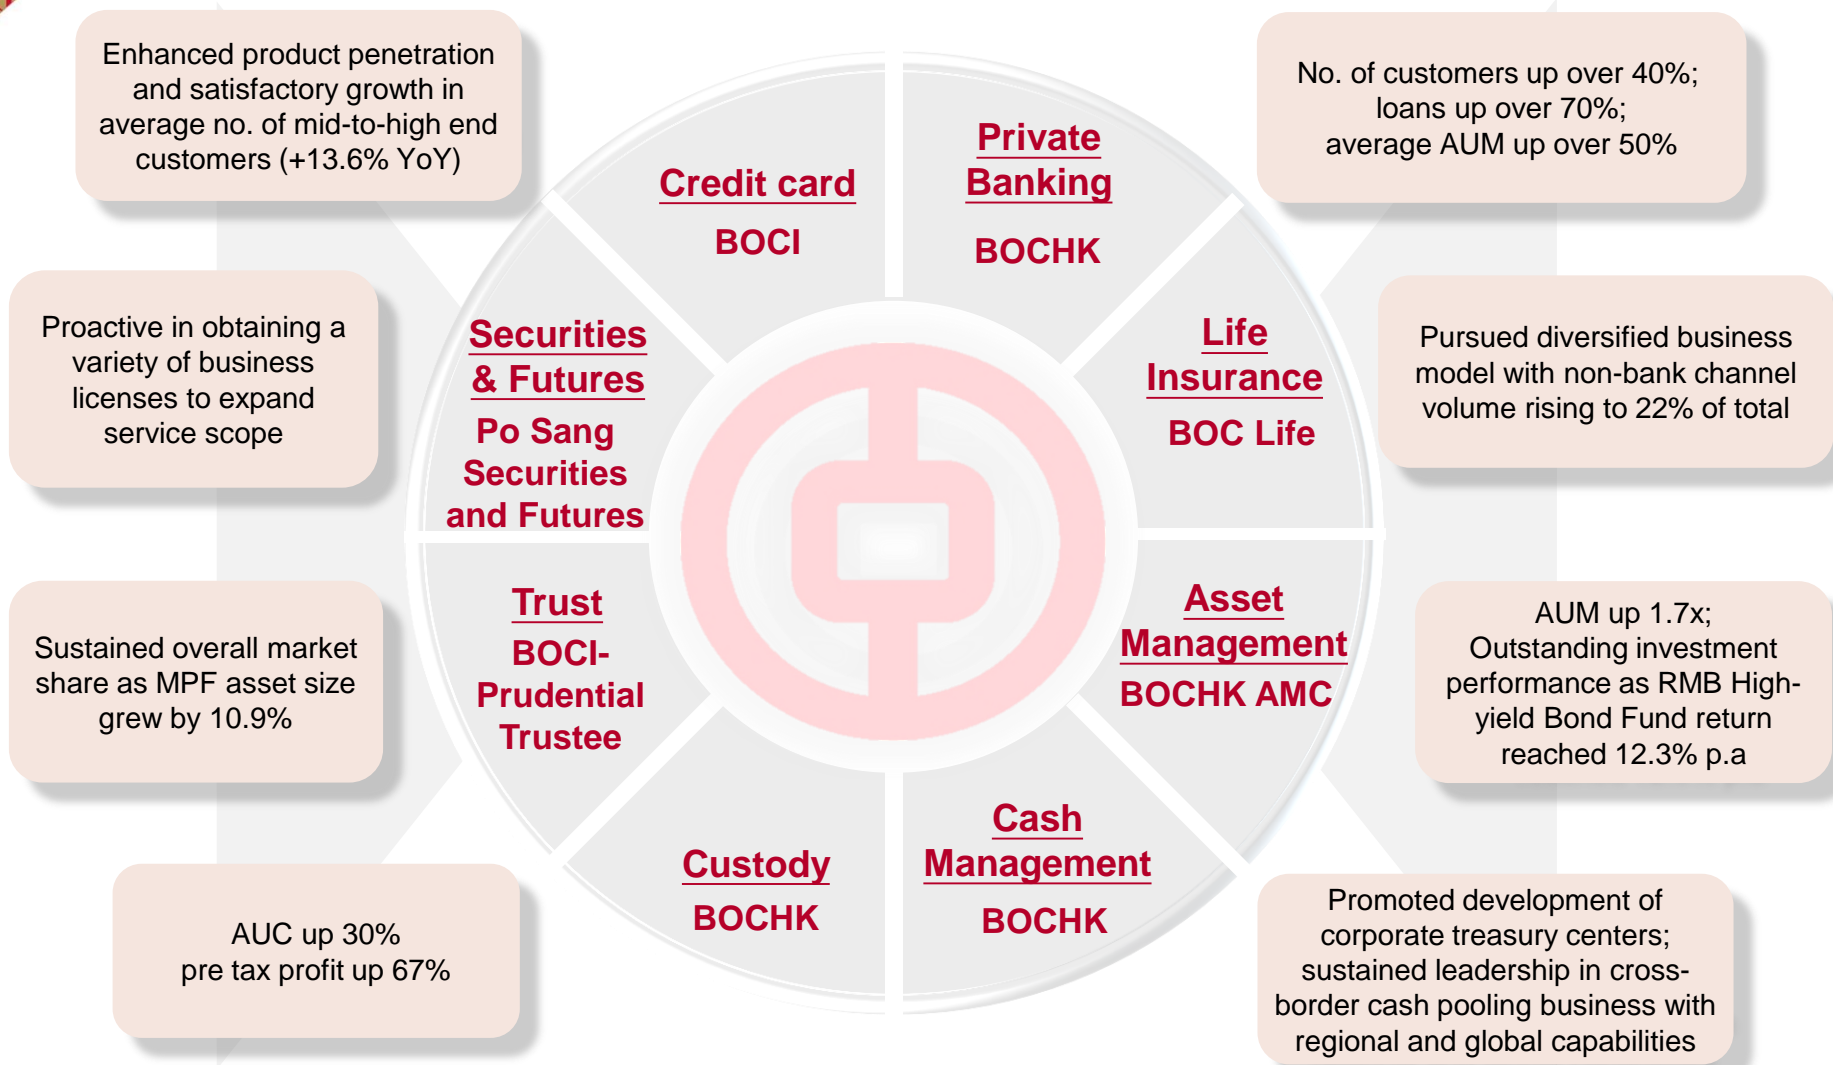 Enhanced product penetration
and satisfactory growth in
average no. of mid-to-high end
customers (+13.6% YoY)
No. of customers up over 40%;
loans up over 70%;
average AUM up over 50%
Credit card
BOCI
Private
Banking
BOCHK
Proactive in obtaining a
variety of business
licenses to expand
service scope
Securities
& Futures
Po Sang
Securities
and Futures
Life
Insurance
BOC Life
Pursued diversified business
model with non-bank channel
volume rising to 22% of total
Sustained overall market
share as MPF asset size
grew by 10.9%
Trust
BOCI-
Prudential
Trustee
Asset
Management
BOCHK AMC
AUM up 1.7x;
Outstanding investment
performance as RMB High-
yield Bond Fund return
reached 12.3% p.a
AUC up 30%
pre tax profit up 67%
Custody
BOCHK
Cash
Management
BOCHK
Promoted development of
corporate treasury centers;
sustained leadership in cross-
border cash pooling business with
regional and global capabilities